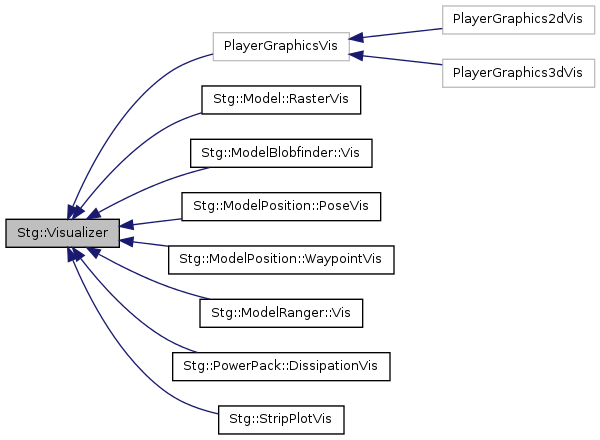 PlayerGraphics2dVis
PlayerGraphicsVis
PlayerGraphics3dVis
Stg::Model::RasterVis
Stg::ModelBlobfinder::Vis
Stg::ModelPosition::PoseVis
Stg::Visualizer
Stg::ModelPosition::WaypointVis
Stg::ModelRanger::Vis
Stg::PowerPack::DissipationVis
Stg::StripPlotVis